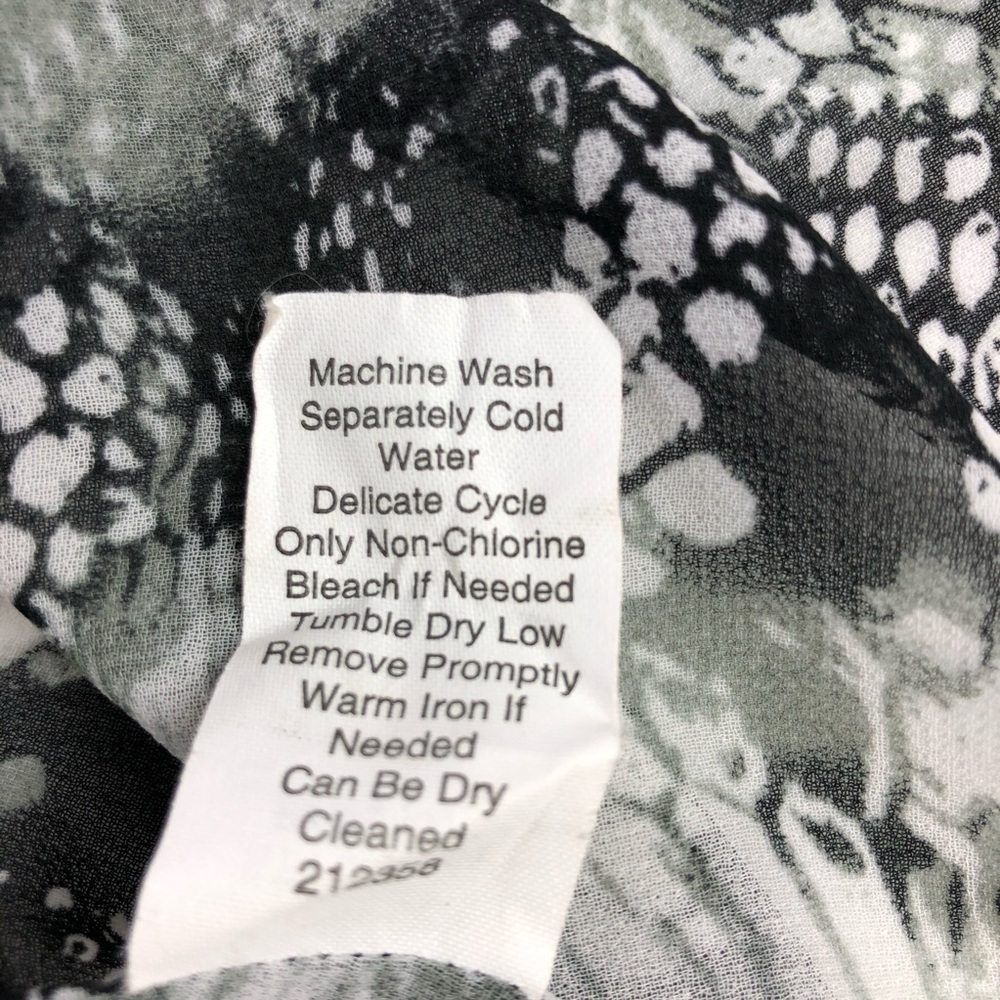 Machine Wash
Separately Cold
Water
Delicate Cycle
Only Non-Chlorine
Bleach If Needed
Tumble Dry Low
Remove Promptly
Warm Iron If
Needed
Can Be Dry
Cleaned
212358